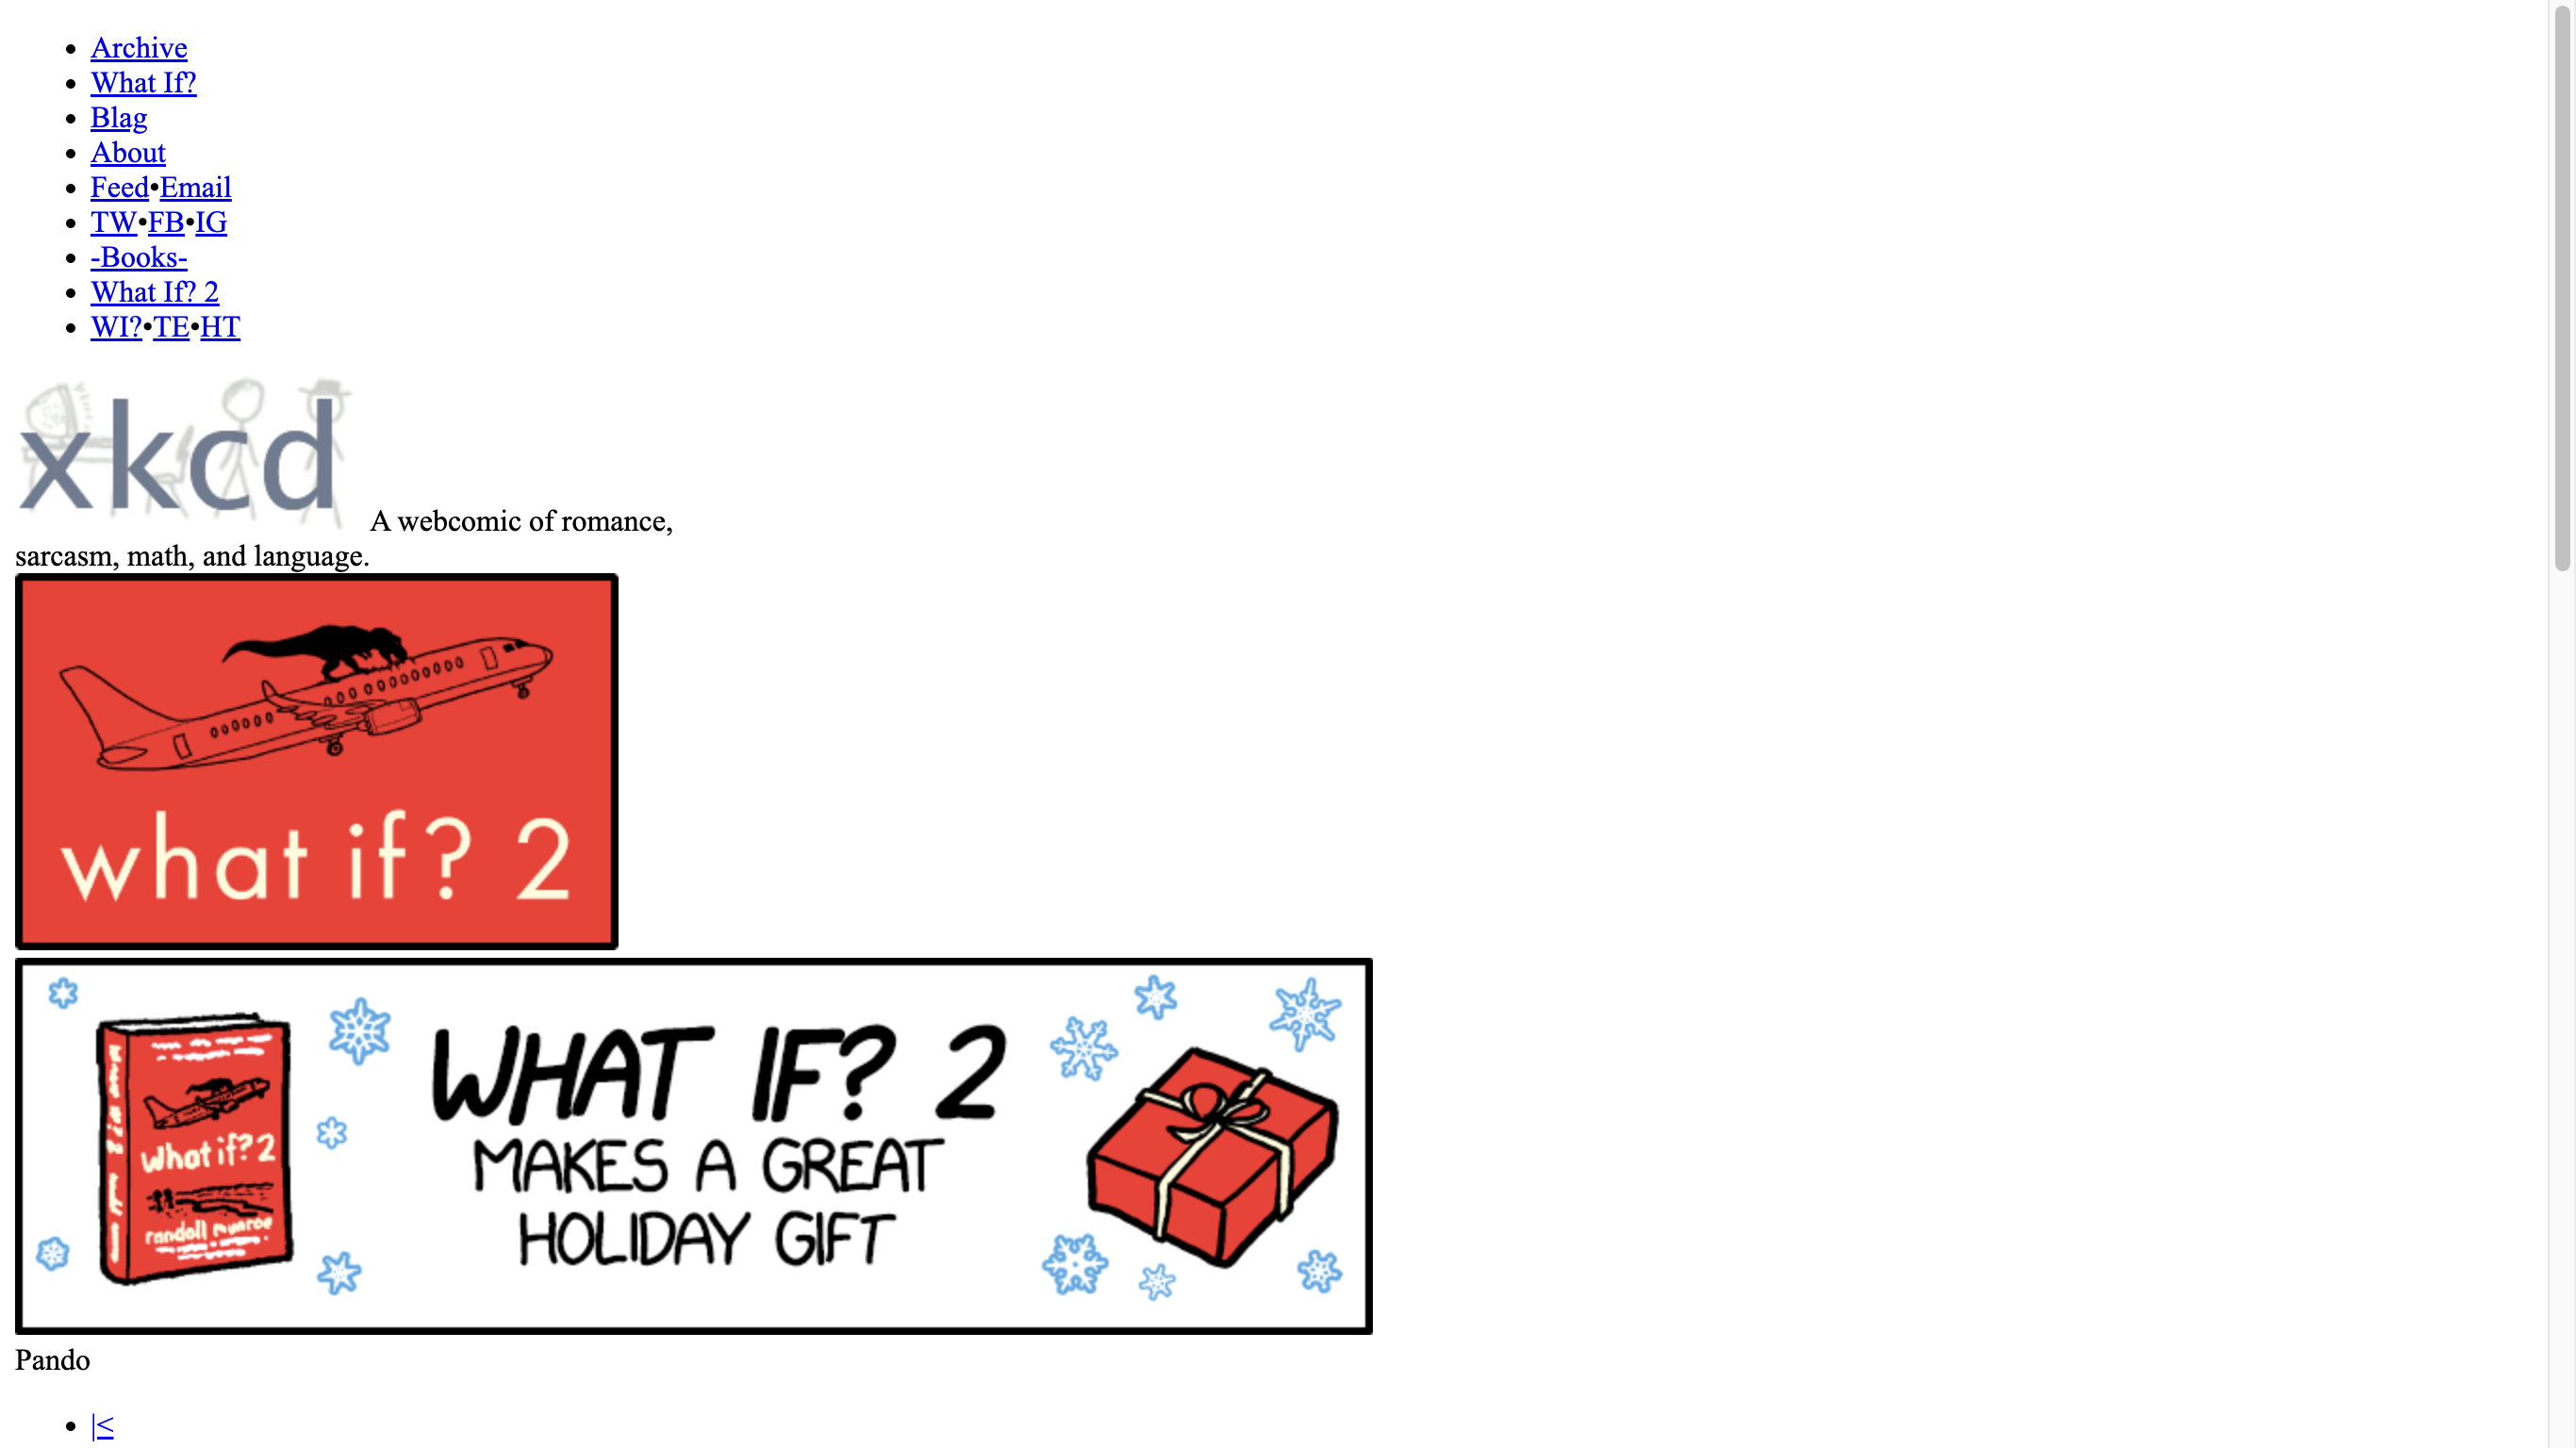 Archive
What If?
Blag
About
Feed•Email
TW•FB•IG
-Books-
What If? 2
WI?•TE•HT
xkcd A webcomic of romance,
sarcasm, math, and language.
what if? 2
WHAT IF? 2
MAKES A GREAT
HOLIDAY GIFT
what if? 2
randall munroe
Pando
|<